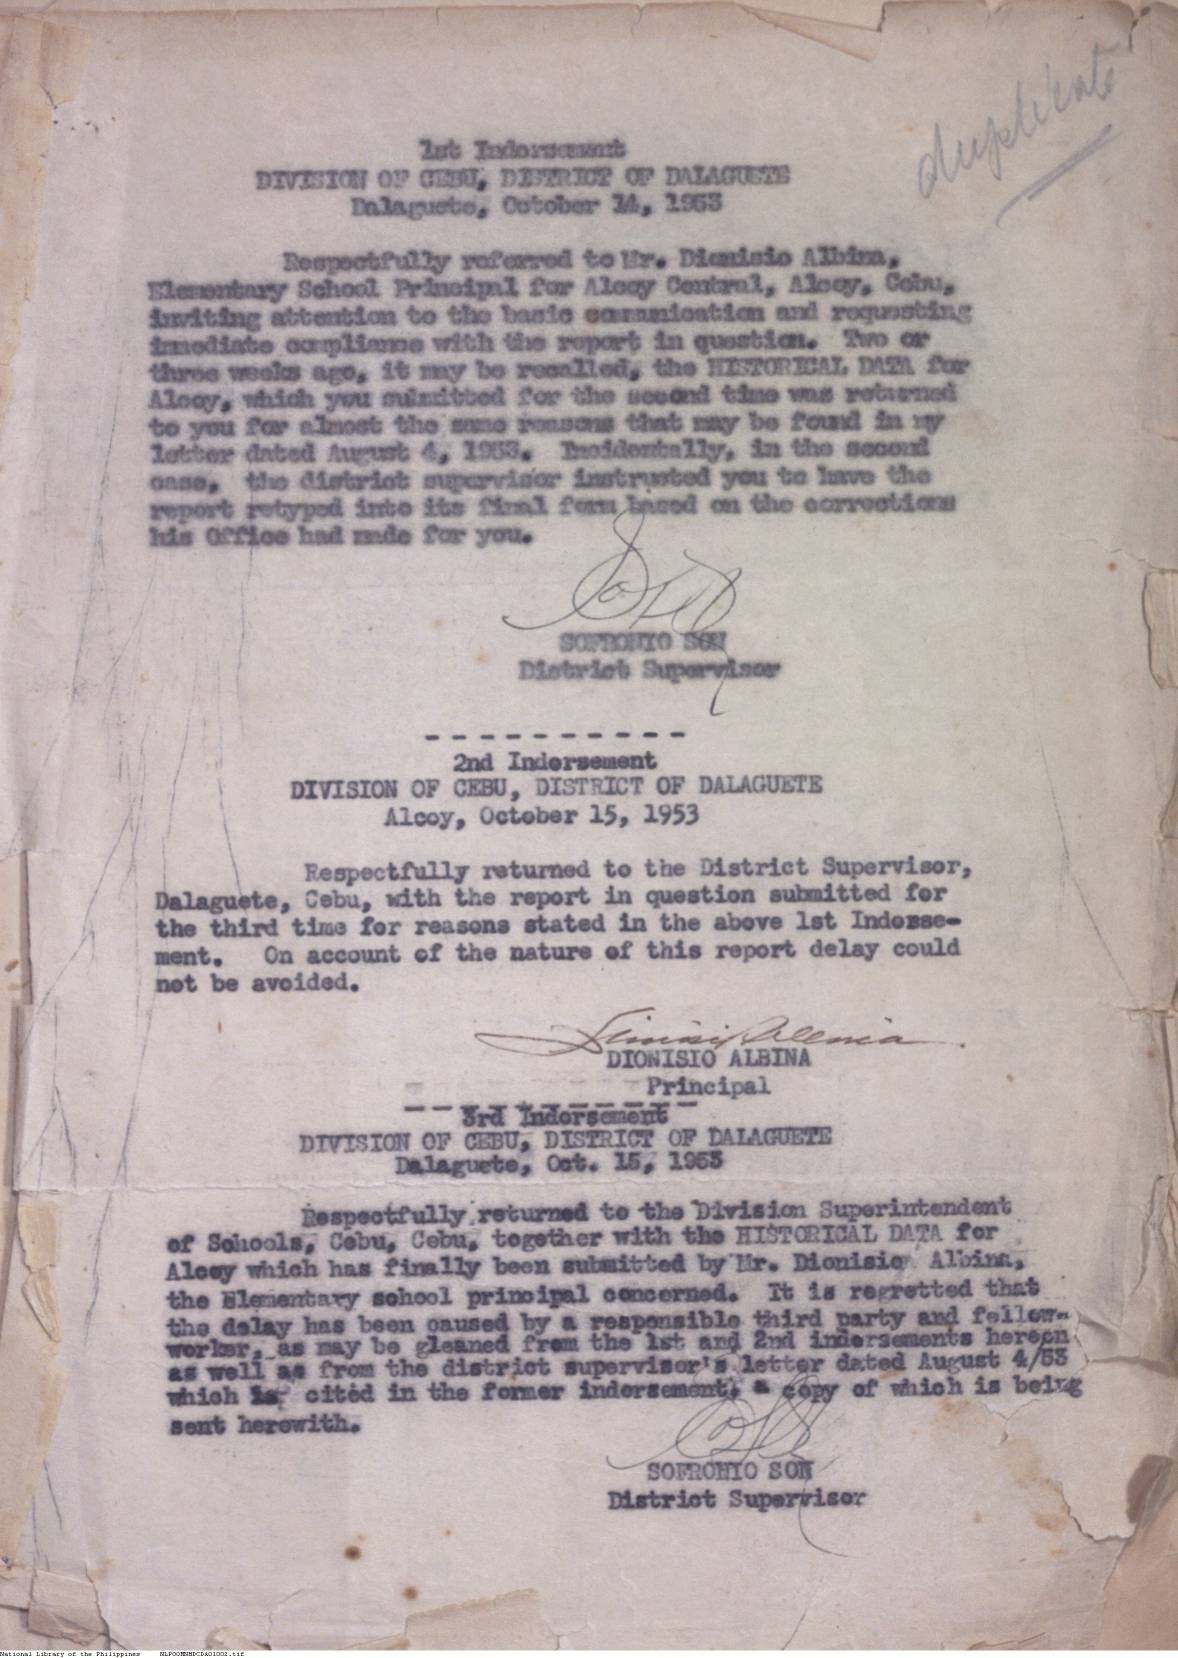 duplicate
1st Indorsement
DIVISION OF CEBU, DISTRICT OF DALAGUETE
Dalaguete, October 14, 1953
Respectfully referred to Mr. Dionisio Albina,
Elementary School Principal for Alcoy Central, Alcoy, Cebu,
inviting attention to the basic communication and requesting
immediate compliance with the report in question. Two or
three weeks ago, it may be recalled, the HISTORICAL DATA for
Alcoy, which you submitted for the second time was returned
to you for almost the same reasons that may be found in my
letter dated August 4, 1953. Incidentally, in the second
case, the district supervisor instructed you to have the
report retyped into its final form based on the corrections
his Office had made for you.
SOFRONIO SON
District Supervisor
- - - - - - - - - -
2nd Indorsement
DIVISION OF CEBU, DISTRICT OF DALAGUETE
Alcoy, October 15, 1953
Respectfully returned to the District Supervisor,
Dalaguete, Cebu, with the report in question submitted for
the third time for reasons stated in the above 1st Indorse-
ment. On account of the nature of this report delay could
not be avoided.
DIONISIO ALBINA
Principal
- - - - - - - - - - -
3rd Indorsement
DIVISION OF CEBU, DISTRICT OF DALAGUETE
Dalaguete, Oct. 15, 1953
Respectfully returned to the Division Superintendent
of Schools, Cebu, Cebu, together with the HISTORICAL DATA for
Alcoy which has finally been submitted by Mr. Dionisio Albina,
the Elementary school principal concerned. It is regretted that
the delay has been caused by a responsible third party and fellow-
worker, as may be gleaned from the 1st and 2nd indorsements hereon
as well as from the district supervisor's letter dated August 4/53
which is cited in the former indorsement, a copy of which is being
sent herewith.
SOFRONIO SON
District Supervisor
National Library of the Philippines NLPOOMNHDCDA01002.tif